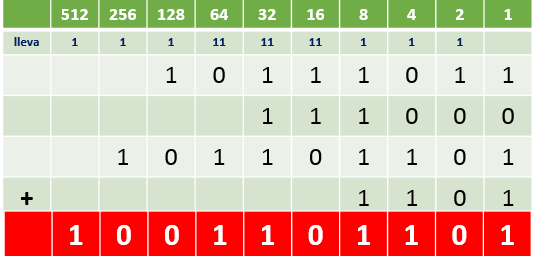 512 256 128 64 32 16 8 4 2 1
lleva 1 1 1 11 11 11 1 1 1
1 0 1 1 1 0 1 1
1 1 1 0 0 0
1 0 1 1 0 1 1 0 1
+ 1 1 0 1
1 0 0 1 1 0 1 1 0 1